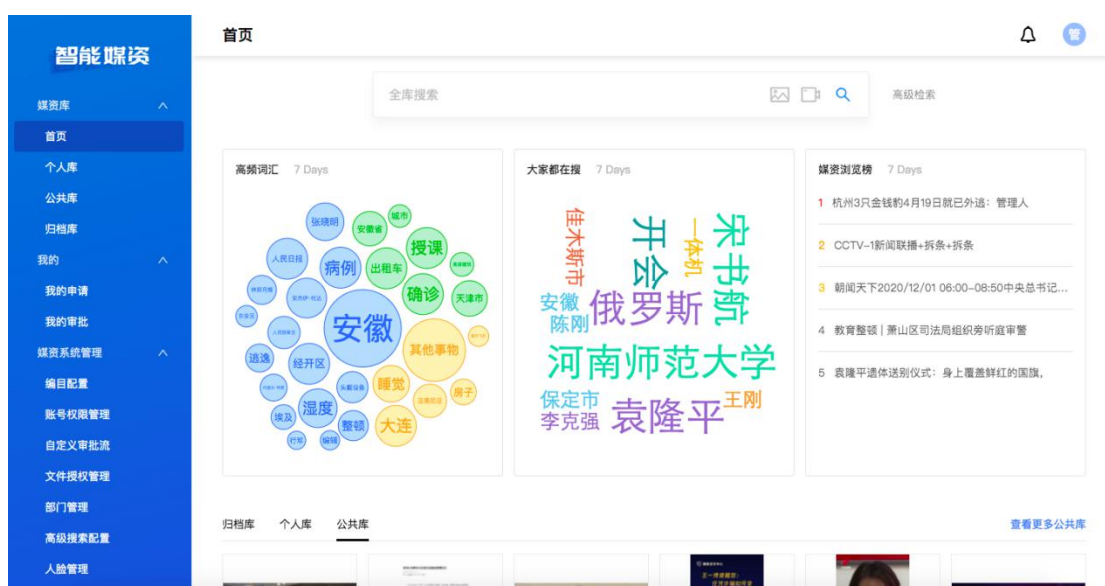 智能媒资
首页
管
媒资库
首页
个人库
公共库
归档库
我的
我的申请
我的审批
媒资系统管理
编目配置
账号权限管理
自定义审批流
文件授权管理
部门管理
高级搜索配置
人脸管理
全库搜索
高级检索
高频词汇 7 Days
张晓明
城市
安徽省
授课
人民日报
病例
出租车
确诊
天津市
安徽
其他事物
逃逸
经开区
头戴设备
睡觉
房子
埃及
湿度
整顿
大连
行郑
编辑
大家都在搜 7 Days
佳木斯市
开会
一体机
宋书航
安徽
陈刚
俄罗斯
河南师范大学
保定市
李克强
袁隆平
王刚
媒资浏览榜 7 Days
1 杭州3只金钱豹4月19日就已外逃：管理人
2 CCTV-1新闻联播+拆条+拆条
3 朝闻天下2020/12/01 06:00-08:50中央总书记...
4 教育整顿 | 萧山区司法局组织旁听庭审警
5 袁隆平遗体送别仪式：身上覆盖鲜红的国旗，
归档库 个人库 公共库
查看更多公共库